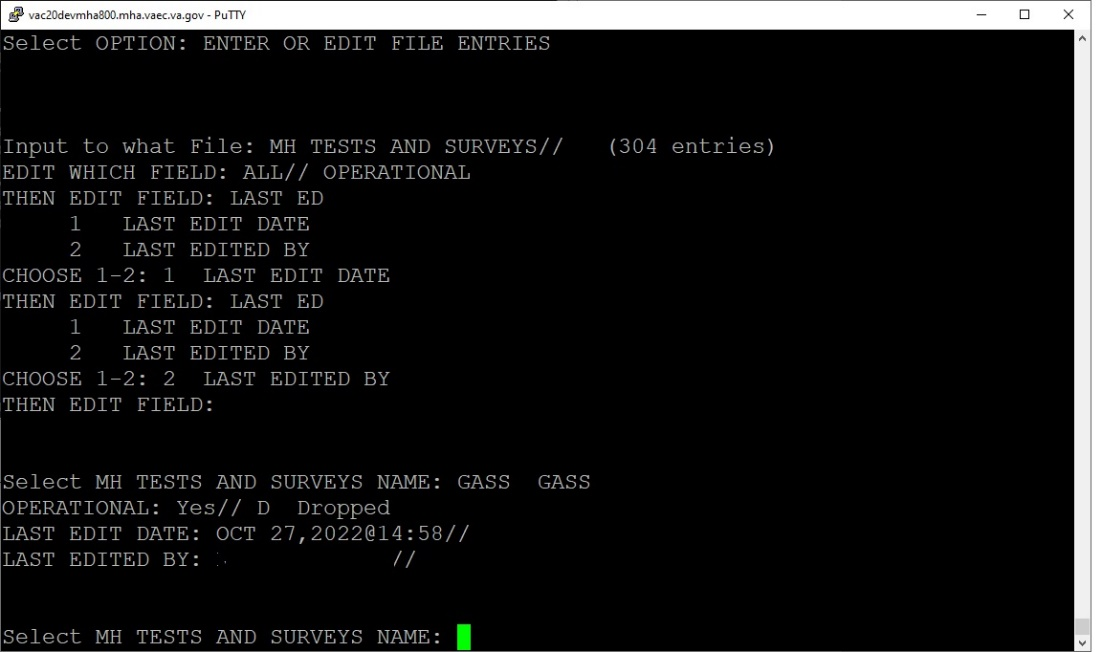 vac20devmha800.mha.vaec.va.gov - PuTTY
Select OPTION: ENTER OR EDIT FILE ENTRIES
Input to what File: MH TESTS AND SURVEYS//   (304 entries)
EDIT WHICH FIELD: ALL// OPERATIONAL
THEN EDIT FIELD: LAST ED
     1   LAST EDIT DATE
     2   LAST EDITED BY
CHOOSE 1-2: 1  LAST EDIT DATE
THEN EDIT FIELD: LAST ED
     1   LAST EDIT DATE
     2   LAST EDITED BY
CHOOSE 1-2: 2  LAST EDITED BY
THEN EDIT FIELD:
Select MH TESTS AND SURVEYS NAME: GASS  GASS
OPERATIONAL: Yes// D  Dropped
LAST EDIT DATE: OCT 27,2022@14:58//
LAST EDITED BY:              //
Select MH TESTS AND SURVEYS NAME: